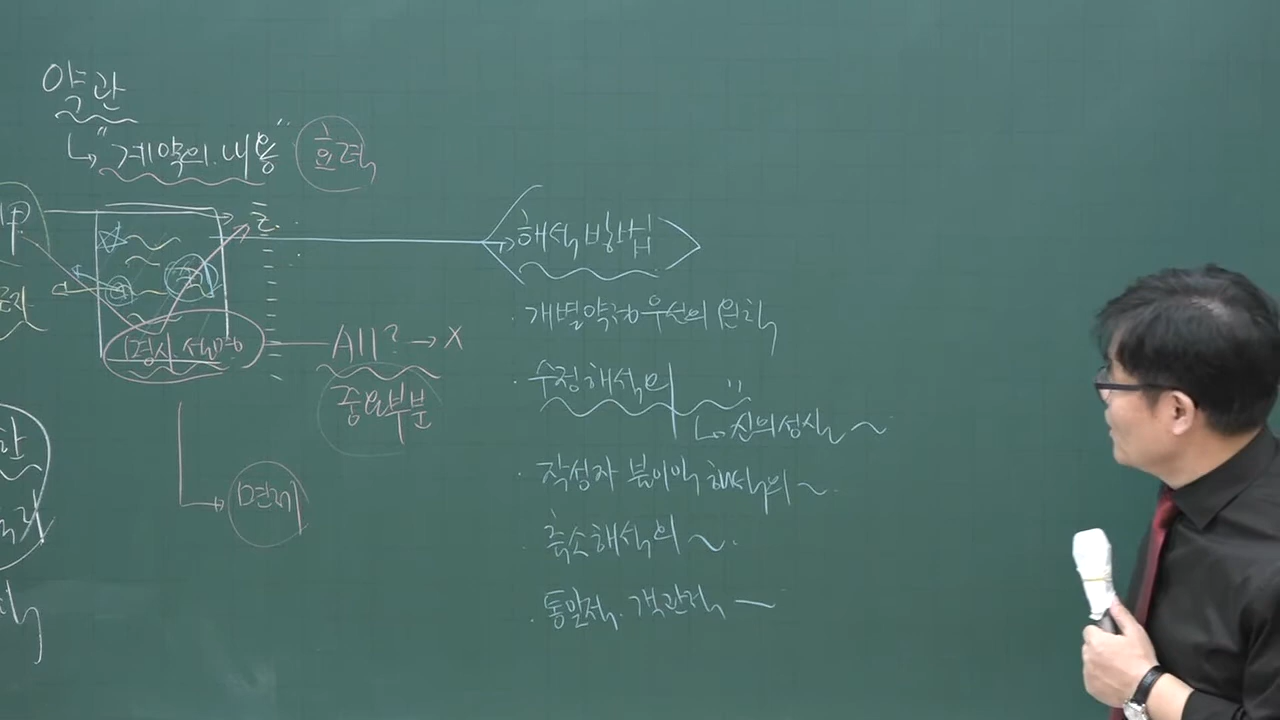 약관
"계약의 내용" 효력
해석방법
명시. 설명
All? → X
중요부분
면제
· 개별약정우선의 원칙
· 수정해석의 "
↳ 신의성실 ~
· 작성자 불이익 해석의 ~
· 축소해석의 ~
· 통일적. 객관적 ―